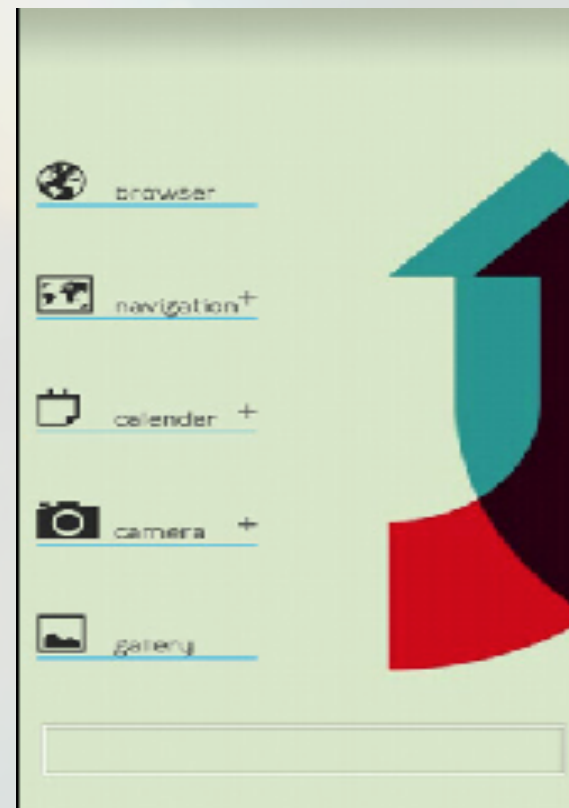 browser
navigation+
calender +
camera +
gallery